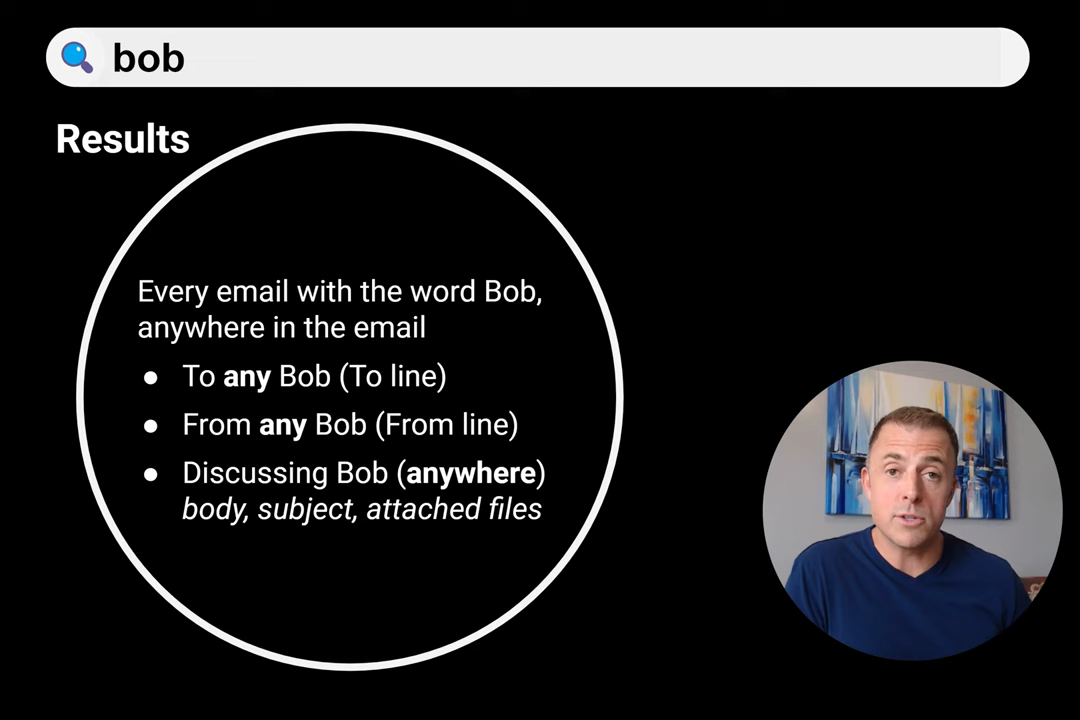 bob
Results
Every email with the word Bob,
anywhere in the email
● To any Bob (To line)
● From any Bob (From line)
● Discussing Bob (anywhere)
body, subject, attached files